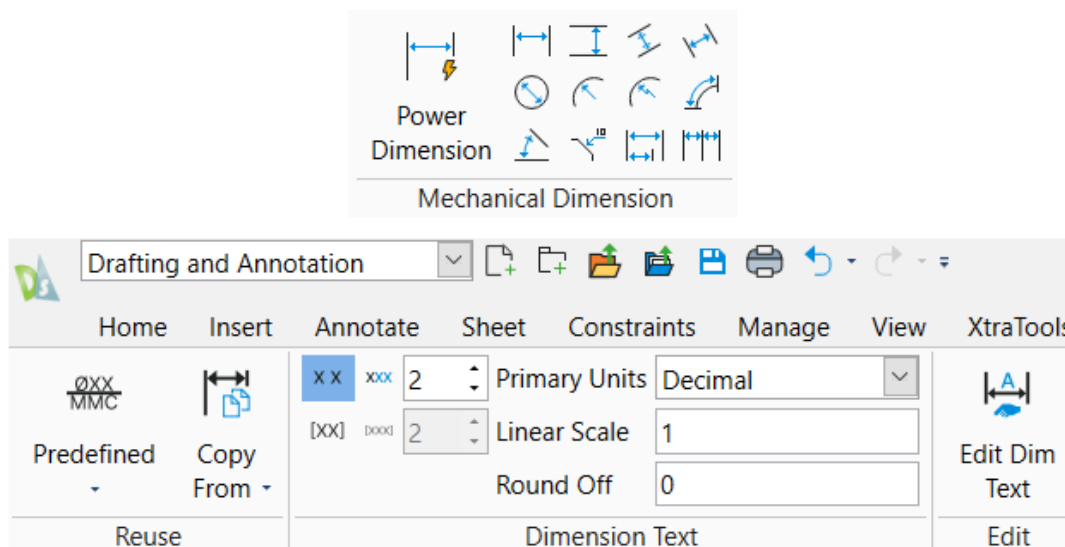 Power
Dimension
Mechanical Dimension
Drafting and Annotation
Home Insert Annotate Sheet Constraints Manage View XtraTools
ØXX
MMC
X X XXX 2 Primary Units Decimal
[XX] [XXX] 2 Linear Scale 1
Predefined Copy
From
Round Off 0
A
Edit Dim
Text
Reuse Dimension Text Edit